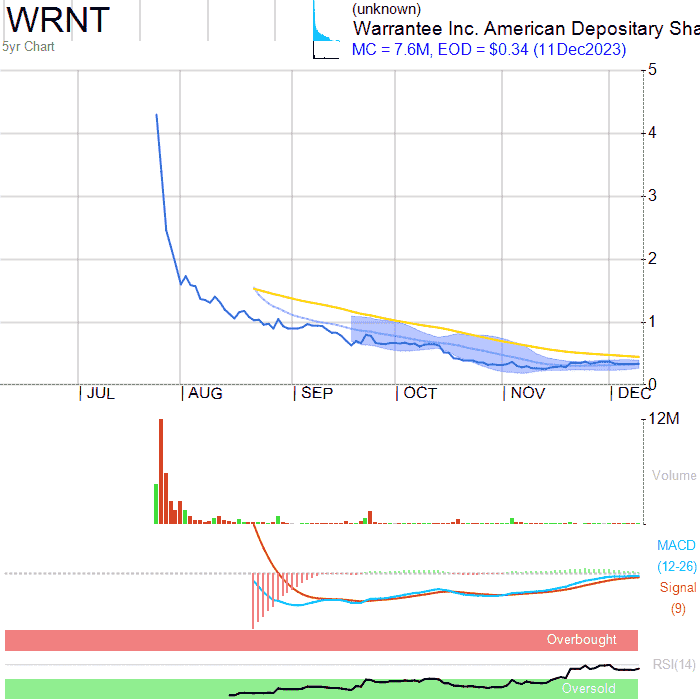 WRNT
5yr Chart
(unknown)
Warrantee Inc. American Depositary Sha
MC = 7.6M, EOD = $0.34 (11Dec2023)
5
4
3
2
1
0
JUL
AUG
SEP
OCT
NOV
DEC
12M
Volume
MACD
(12-26)
Signal
(9)
Overbought
RSI(14)
Oversold